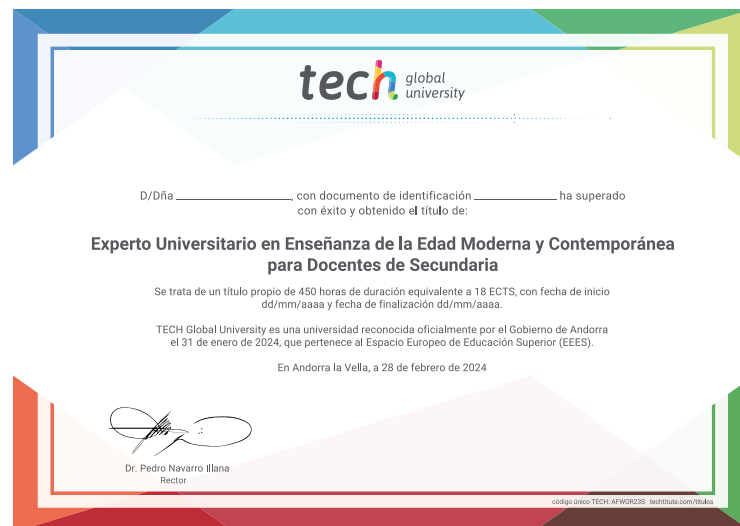 tech global
university
D/Dña ______________, con documento de identificación ______________ ha superado
con éxito y obtenido el título de:
Experto Universitario en Enseñanza de la Edad Moderna y Contemporánea
para Docentes de Secundaria
Se trata de un título propio de 450 horas de duración equivalente a 18 ECTS, con fecha de inicio
dd/mm/aaaa y fecha de finalización dd/mm/aaaa.
TECH Global University es una universidad reconocida oficialmente por el Gobierno de Andorra
el 31 de enero de 2024, que pertenece al Espacio Europeo de Educación Superior (EEES).
En Andorra la Vella, a 28 de febrero de 2024
Dr. Pedro Navarro Illana
Rector
código único TECH: AFWOR23S techtitute.com/titulos